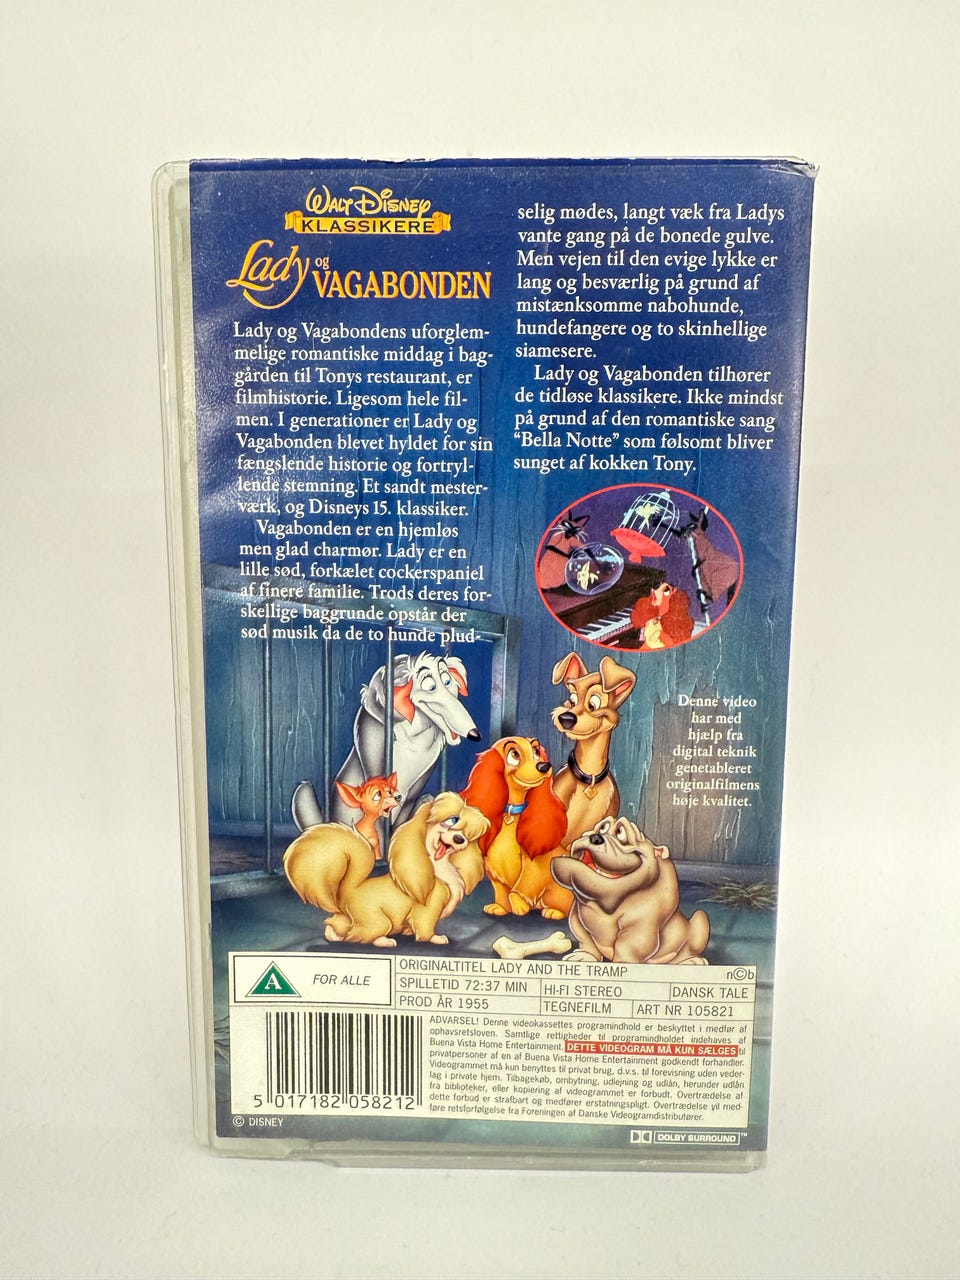 WALT DISNEY
KLASSIKERE
Lady og
VAGABONDEN
Lady og Vagabondens uforglem-
melige romantiske middag i bag-
gården til Tonys restaurant, er
filmhistorie. Ligesom hele fil-
men. I generationer er Lady og
Vagabonden blevet hyldet for sin
fængslende historie og fortryl-
lende stemning. Et sandt mester-
værk, og Disneys 15. klassiker.
Vagabonden er en hjemløs
men glad charmør. Lady er en
lille sød, forkælet cockerspaniel
af finere familie. Trods deres for-
skellige baggrunde opstår der
sød musik da de to hunde plud-
selig mødes, langt væk fra Ladys
vante gang på de bonede gulve.
Men vejen til den evige lykke er
lang og besværlig på grund af
mistænksomme nabohunde,
hundefangere og to skinhellige
siamesere.
Lady og Vagabonden tilhører
de tidløse klassikere. Ikke mindst
på grund af den romantiske sang
“Bella Notte” som følsomt bliver
sunget af kokken Tony.
Denne video
har med
hjælp fra
digital teknik
genetableret
originalfilmens
høje kvalitet.
A FOR ALLE
ORIGINALTITEL LADY AND THE TRAMP
n©b
SPILLETID 72:37 MIN HI-FI STEREO DANSK TALE
PROD ÅR 1955 TEGNEFILM ART NR 105821
ADVARSEL! Denne videokassettes programindhold er beskyttet i medfør af
ophavsretsloven. Samtlige rettigheder til programindholdet indehaves af
Buena Vista Home Entertainment. DETTE VIDEOGRAM MÅ KUN SÆLGES til
privatpersoner af en af Buena Vista Home Entertainment godkendt forhandler.
Videogrammet må kun benyttes til privat brug, d.v.s. til forevisning uden veder-
lag i private hjem. Tilbagekøb, ombytning, udlejning og udlån, herunder udlån
fra biblioteker, eller kopiering af videogrammet er forbudt. Overtrædelse af
dette forbud er strafbart og medfører erstatningspligt. Overtrædelse vil med-
føre retsforfølgelse fra Foreningen af Danske Videogramdistributører.
5 017182 058212
© DISNEY
DOLBY SURROUND™